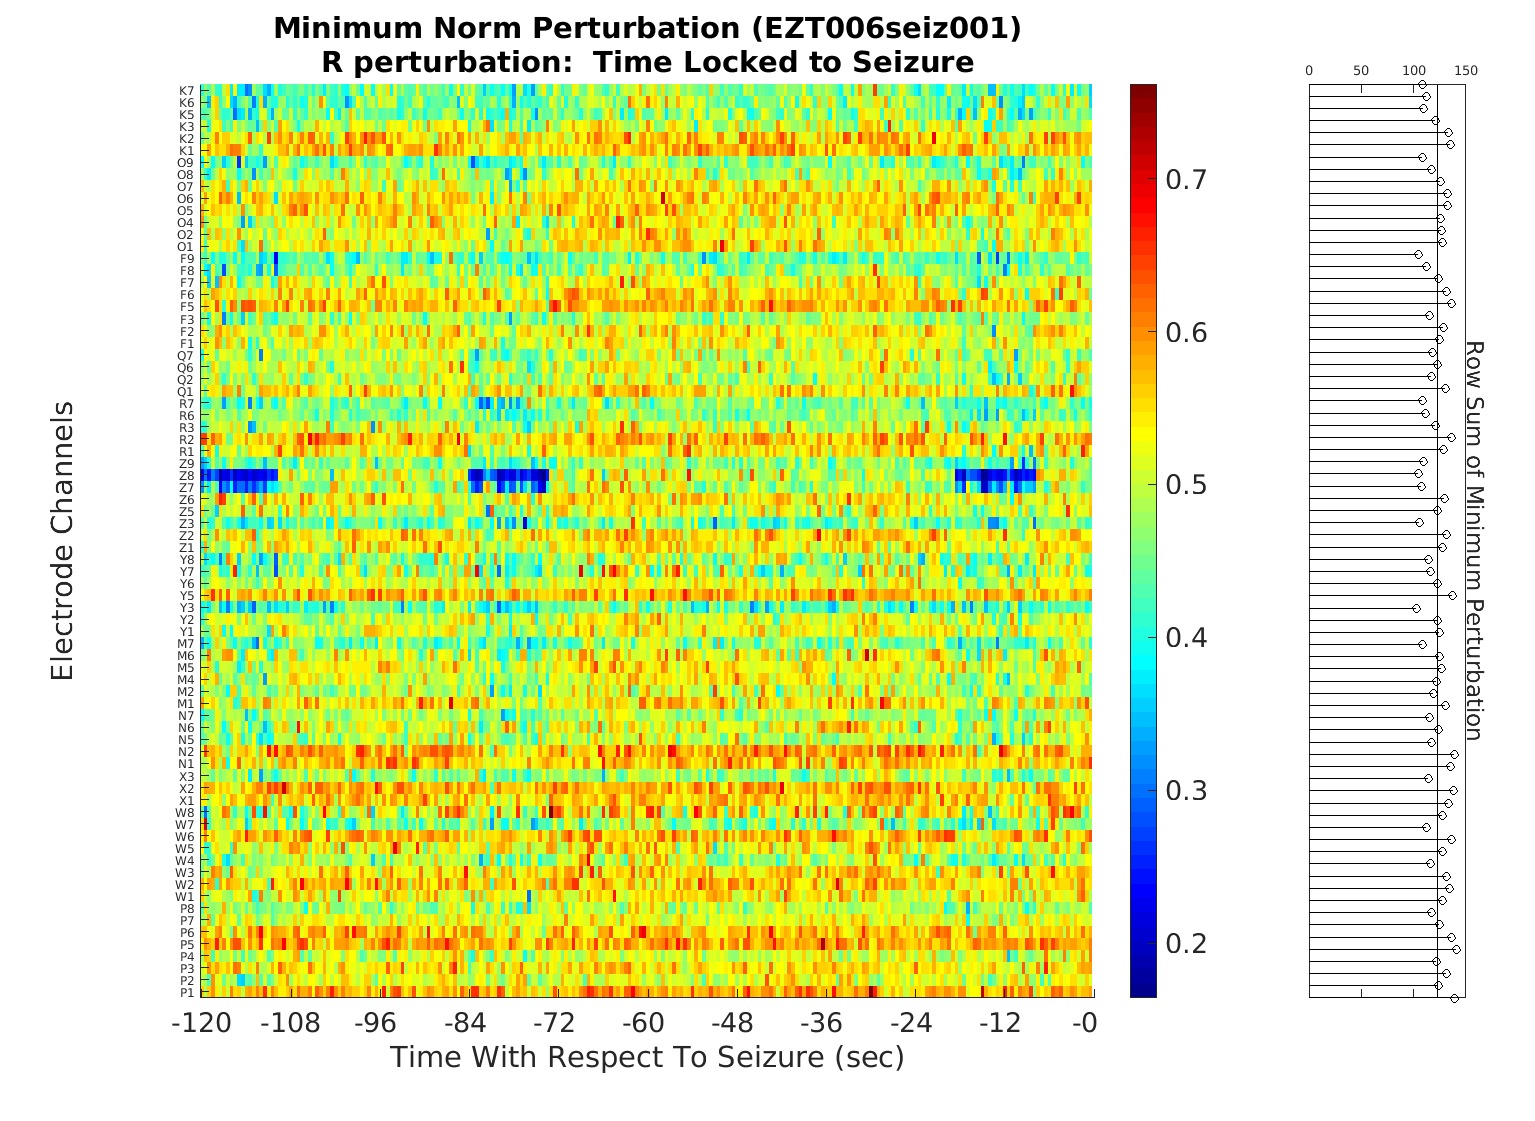 Minimum Norm Perturbation (EZT006seiz001)
R perturbation:  Time Locked to Seizure
0 50 100 150
K7
K6
K5
K3
K2
K1
O9
O8
O7
O6
O5
O4
O2
O1
F9
F8
F7
F6
F5
F3
F2
F1
Q7
Q6
Q2
Q1
R7
R6
R3
R2
R1
Z9
Z8
Z7
Z6
Z5
Z3
Z2
Z1
Y8
Y7
Y6
Y5
Y3
Y2
Y1
M7
M6
M5
M4
M2
M1
N7
N6
N5
N2
N1
X3
X2
X1
W8
W7
W6
W5
W4
W3
W2
W1
P8
P7
P6
P5
P4
P3
P2
P1
Electrode Channels
-120 -108 -96 -84 -72 -60 -48 -36 -24 -12 -0
Time With Respect To Seizure (sec)
0.7
0.6
0.5
0.4
0.3
0.2
Row Sum of Minimum Perturbation